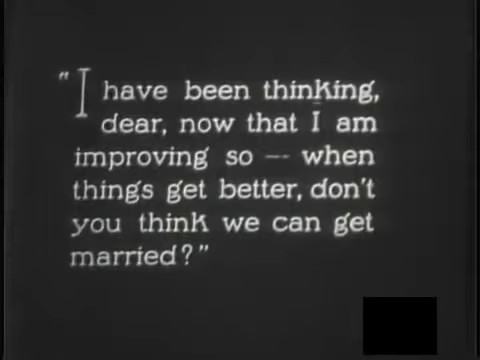 "I have been thinking,
dear, now that I am
improving so — when
things get better, don't
you think we can get
married?"